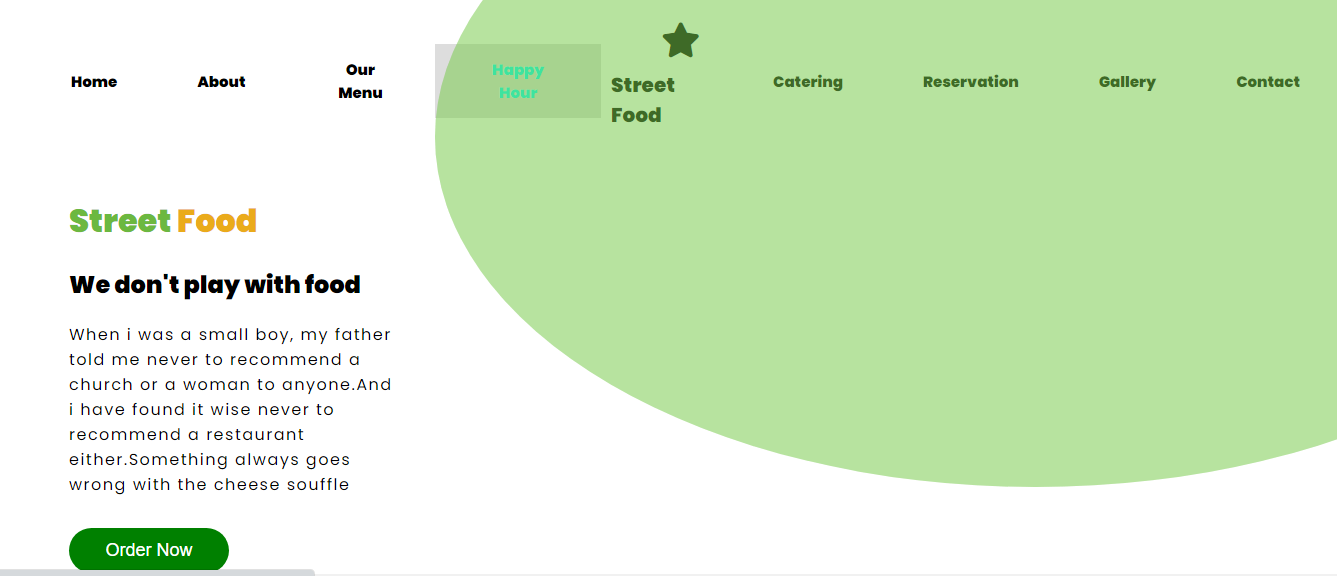 Home
About
Our
Menu
Happy
Hour
Street
Food
Catering
Reservation
Gallery
Contact
Street Food
We don't play with food
When i was a small boy, my father
told me never to recommend a
church or a woman to anyone.And
i have found it wise never to
recommend a restaurant
either.Something always goes
wrong with the cheese souffle
Order Now